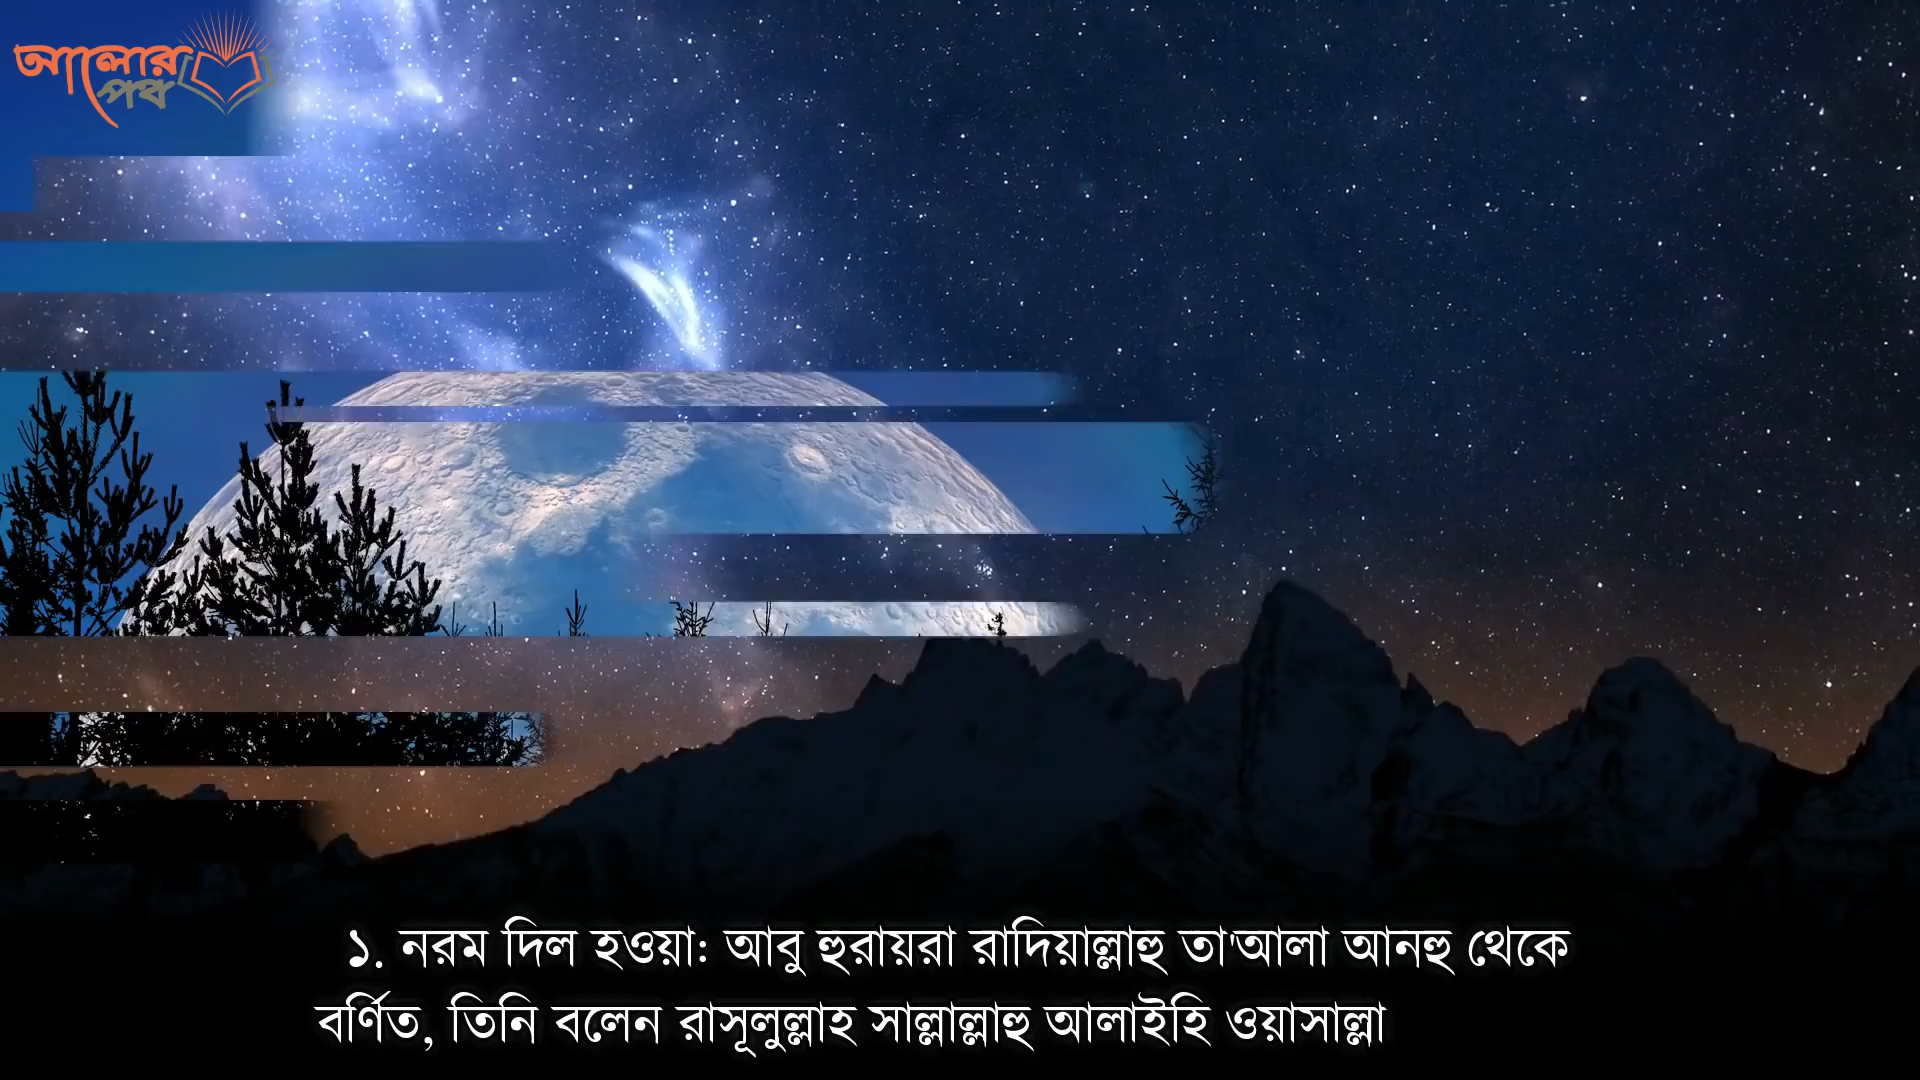 আলোর
পথ
১. নরম দিল হওয়া: আবু হুরায়রা রাদিয়াল্লাহু তা'আলা আনহু থেকে
বর্ণিত, তিনি বলেন রাসূলুল্লাহ সাল্লাল্লাহু আলাইহি ওয়াসাল্লা